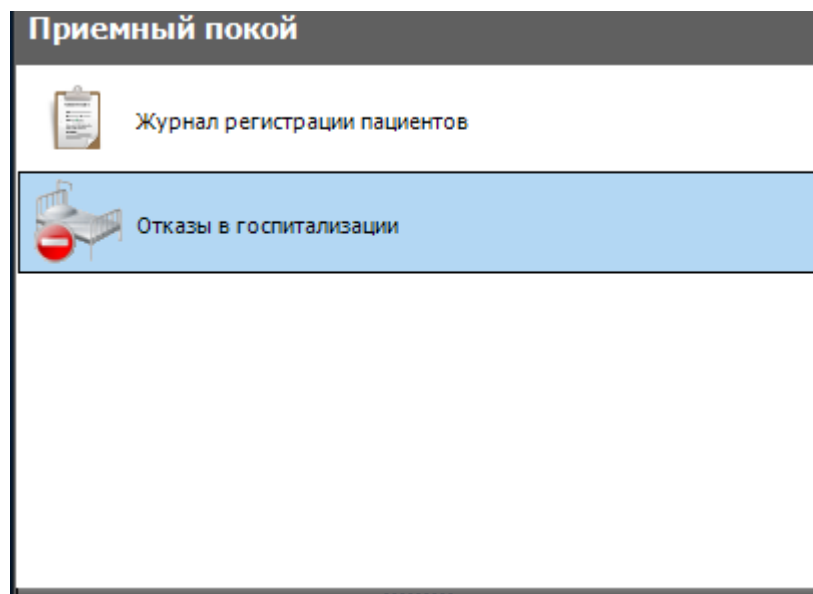 Приемный покой
Журнал регистрации пациентов
Отказы в госпитализации